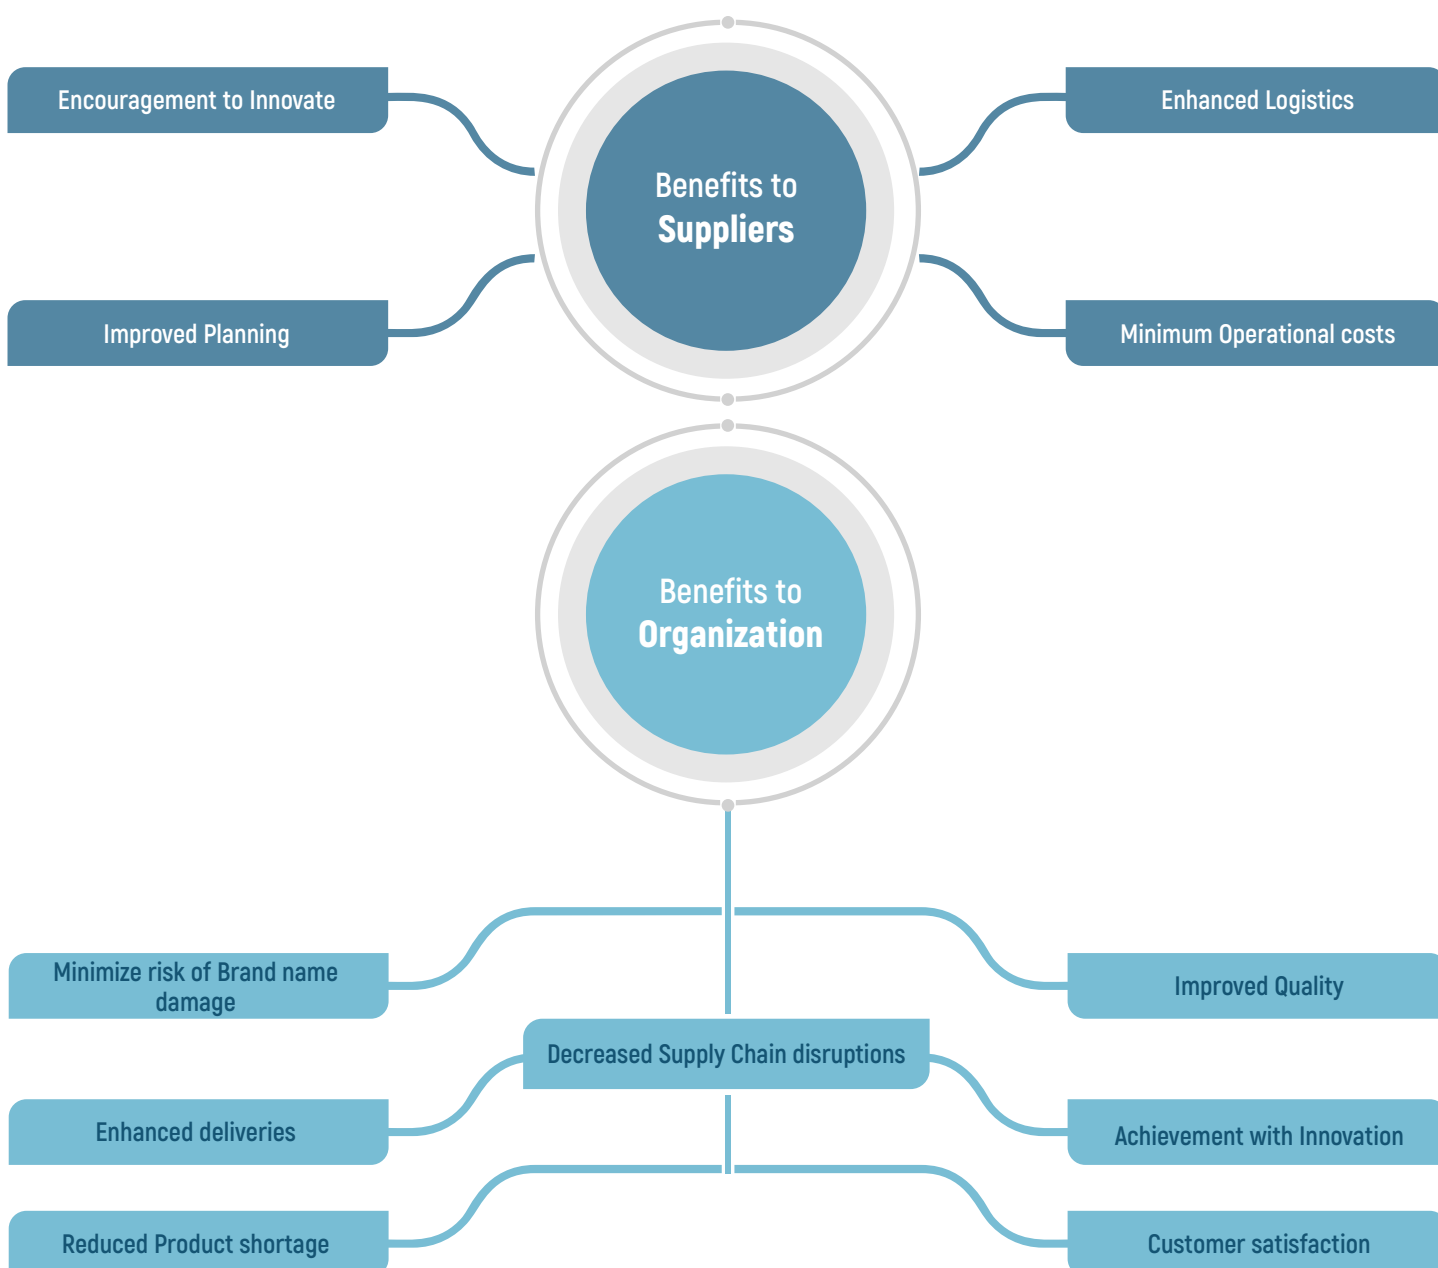 Encouragement to Innovate
Enhanced Logistics
Benefits to
Suppliers
Improved Planning
Minimum Operational costs
Benefits to
Organization
Minimize risk of Brand name
damage
Improved Quality
Decreased Supply Chain disruptions
Enhanced deliveries
Achievement with Innovation
Reduced Product shortage
Customer satisfaction